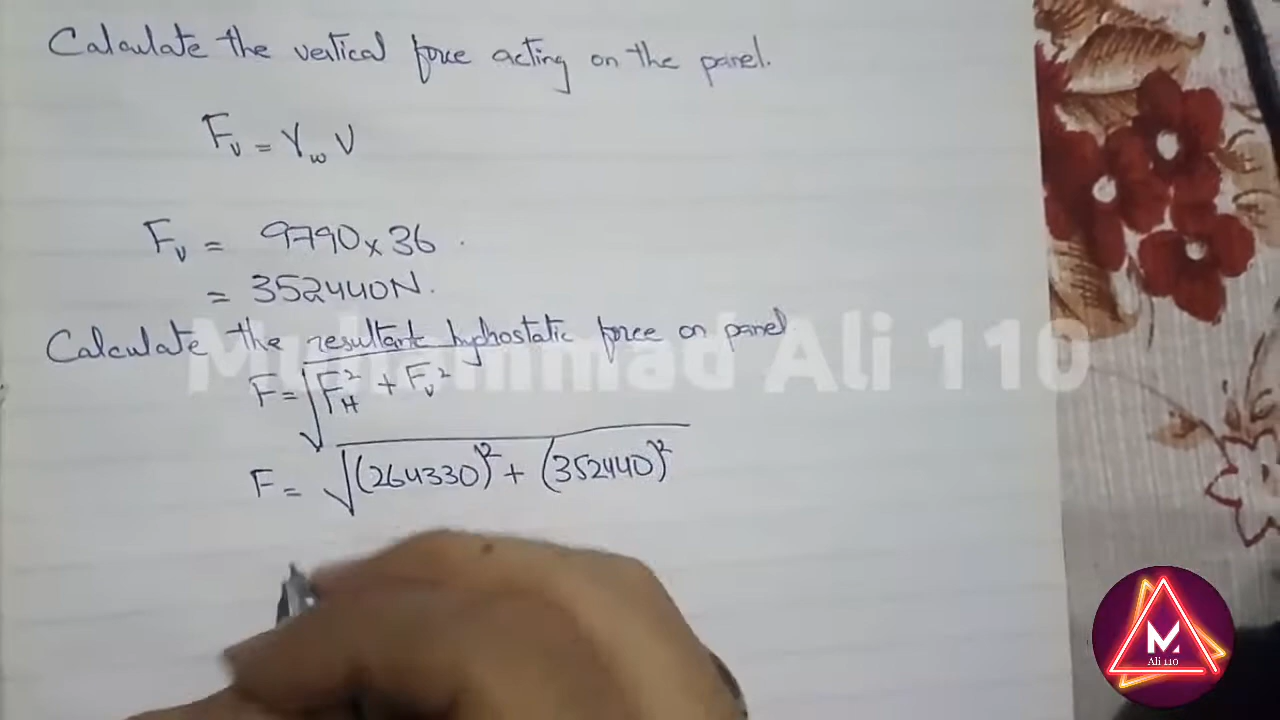 Calculate the vertical force acting on the panel.
Fv = γw V
Fv = 9790 x 36
= 352440N.
Calculate the resultant hydrostatic force on panel
F = √FH² + Fv²
F = √(264330)² + (352440)²
Muhammad Ali 110
M
Ali 110